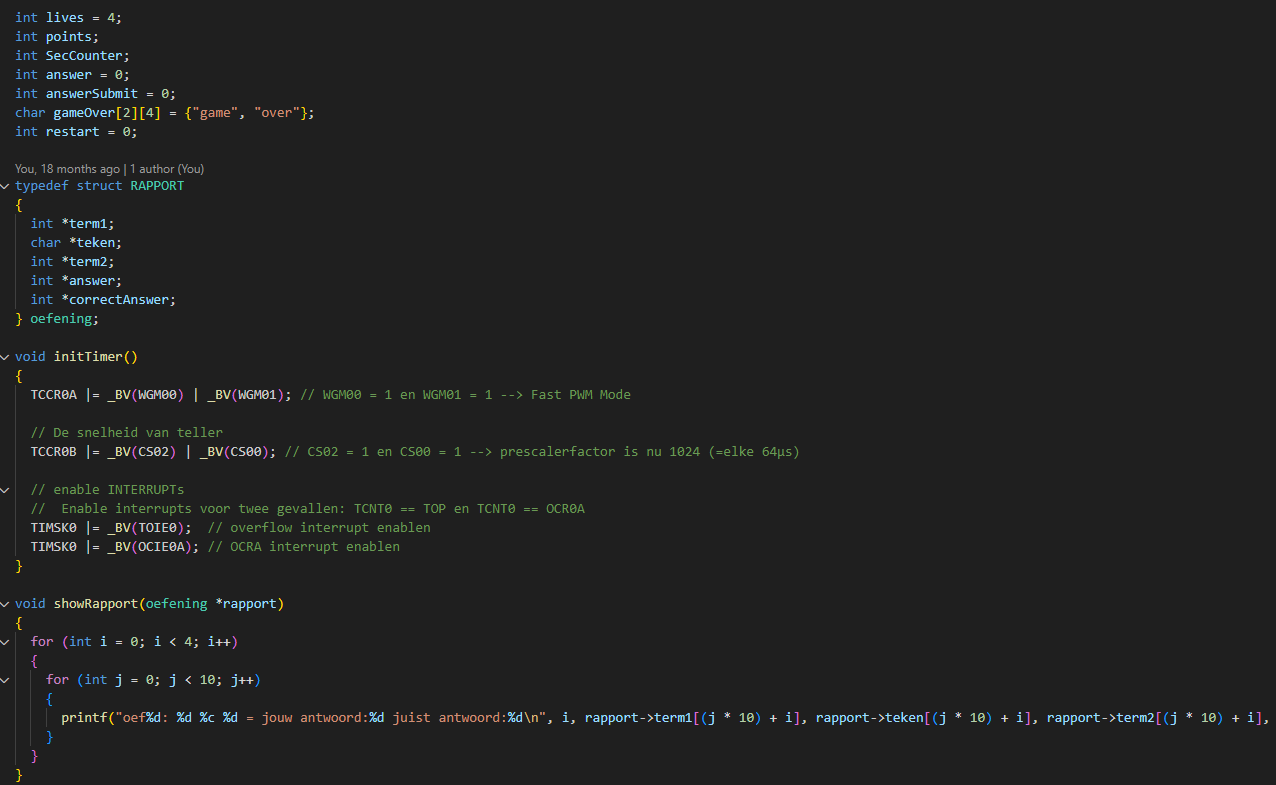 int lives = 4;
int points;
int SecCounter;
int answer = 0;
int answerSubmit = 0;
char gameOver[2][4] = {"game", "over"};
int restart = 0;
You, 18 months ago | 1 author (You)
typedef struct RAPPORT
{
int *term1;
char *teken;
int *term2;
int *answer;
int *correctAnswer;
} oefening;
void initTimer()
{
TCCR0A |= _BV(WGM00) | _BV(WGM01); // WGM00 = 1 en WGM01 = 1 --> Fast PWM Mode
// De snelheid van teller
TCCR0B |= _BV(CS02) | _BV(CS00); // CS02 = 1 en CS00 = 1 --> prescalerfactor is nu 1024 (=elke 64μs)
// enable INTERRUPTs
//  Enable interrupts voor twee gevallen: TCNT0 == TOP en TCNT0 == OCR0A
TIMSK0 |= _BV(TOIE0);  // overflow interrupt enablen
TIMSK0 |= _BV(OCIE0A); // OCRA interrupt enablen
}
void showRapport(oefening *rapport)
{
for (int i = 0; i < 4; i++)
{
for (int j = 0; j < 10; j++)
{
printf("oef%d: %d %c %d = jouw antwoord:%d juist antwoord:%d\n", i, rapport->term1[(j * 10) + i], rapport->teken[(j * 10) + i], rapport->term2[(j * 10) + i],
}
}
}